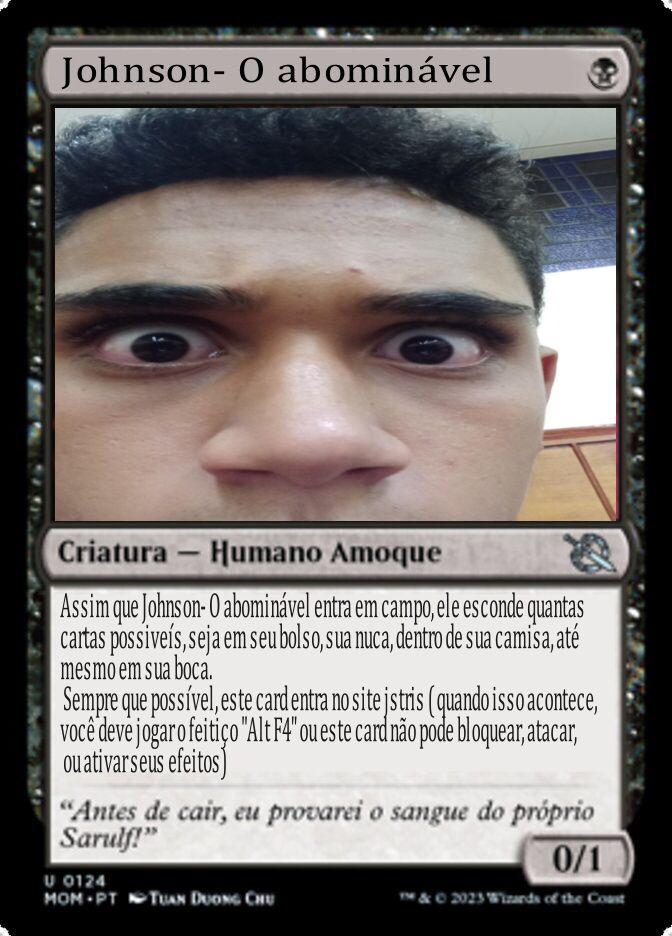 Johnson- O abominável
Criatura — Humano Amoque
Assim que Johnson- O abominável entra em campo, ele esconde quantas
cartas possiveís, seja em seu bolso, sua nuca, dentro de sua camisa, até
mesmo em sua boca.
Sempre que possível, este card entra no site jstris ( quando isso acontece,
você deve jogar o feitiço "Alt F4" ou este card não pode bloquear, atacar,
ou ativar seus efeitos)
“Antes de cair, eu provarei o sangue do próprio
Sarulf!”
0/1
U 0124
MOM • PT Tuan Duong Chu
™ & © 2023 Wizards of the Coast